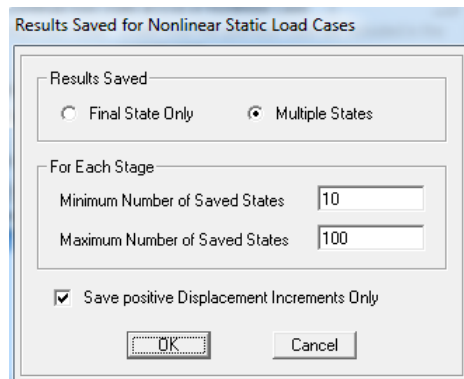 Results Saved for Nonlinear Static Load Cases
Results Saved
Final State Only
Multiple States
For Each Stage
Minimum Number of Saved States 10
Maximum Number of Saved States 100
Save positive Displacement Increments Only
OK
Cancel